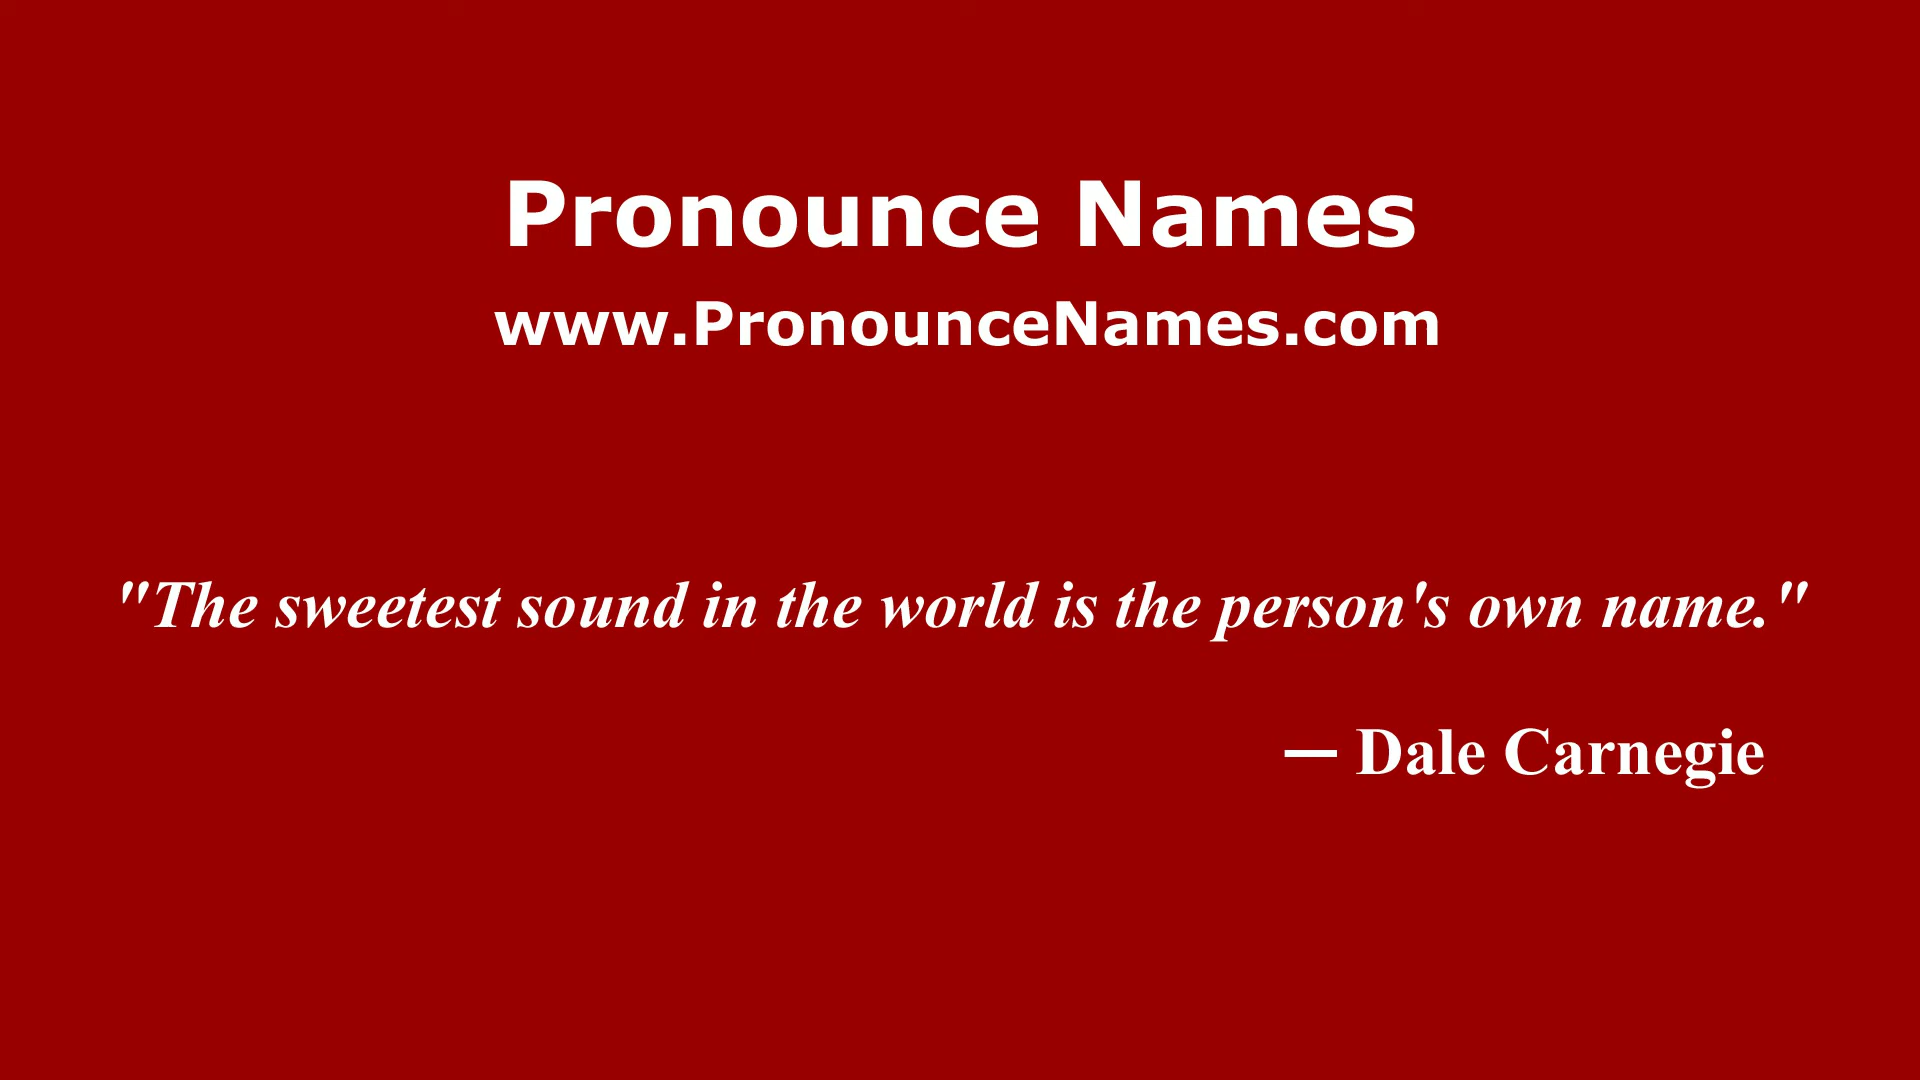 Pronounce Names
www.PronounceNames.com
"The sweetest sound in the world is the person's own name."
— Dale Carnegie